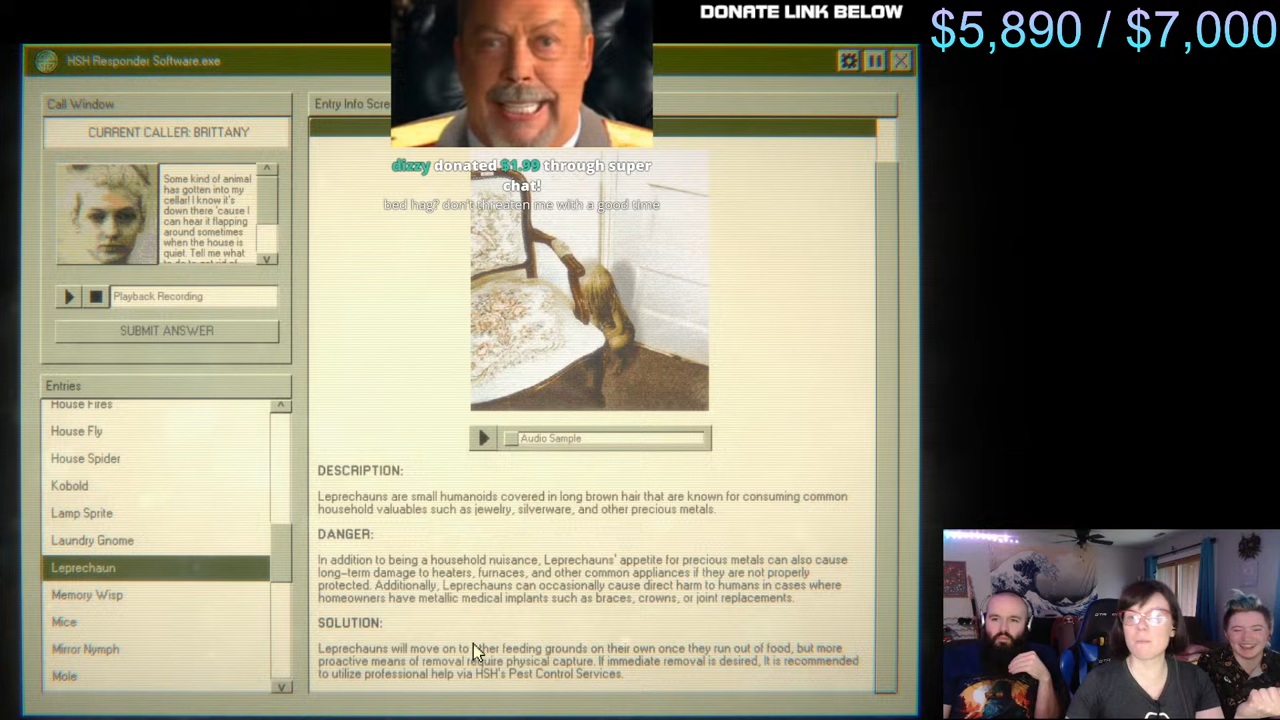 DONATE LINK BELOW
$5,890 / $7,000
HSH Responder Software.exe
Call Window
CURRENT CALLER: BRITTANY
Some kind of animal
has gotten into my
cellar! I know it's
down there 'cause I
can hear it flapping
around sometimes
when the house is
quiet. Tell me what
Playback Recording
SUBMIT ANSWER
Entries
House Fires
House Fly
House Spider
Kobold
Lamp Sprite
Laundry Gnome
Leprechaun
Memory Wisp
Mice
Mirror Nymph
Mole
Entry Info Scre
dizzy donated $1.99 through super
chat!
bed hag? don't threaten me with a good time
Audio Sample
DESCRIPTION:
Leprechauns are small humanoids covered in long brown hair that are known for consuming common
household valuables such as jewelry, silverware, and other precious metals.
DANGER:
In addition to being a household nuisance, Leprechauns' appetite for precious metals can also cause
long-term damage to heaters, furnaces, and other common appliances if they are not properly
protected. Additionally, Leprechauns can occasionally cause direct harm to humans in cases where
homeowners have metallic medical implants such as braces, crowns, or joint replacements.
SOLUTION:
Leprechauns will move on to other feeding grounds on their own once they run out of food, but more
proactive means of removal require physical capture. If immediate removal is desired, It is recommended
to utilize professional help via HSH's Pest Control Services.